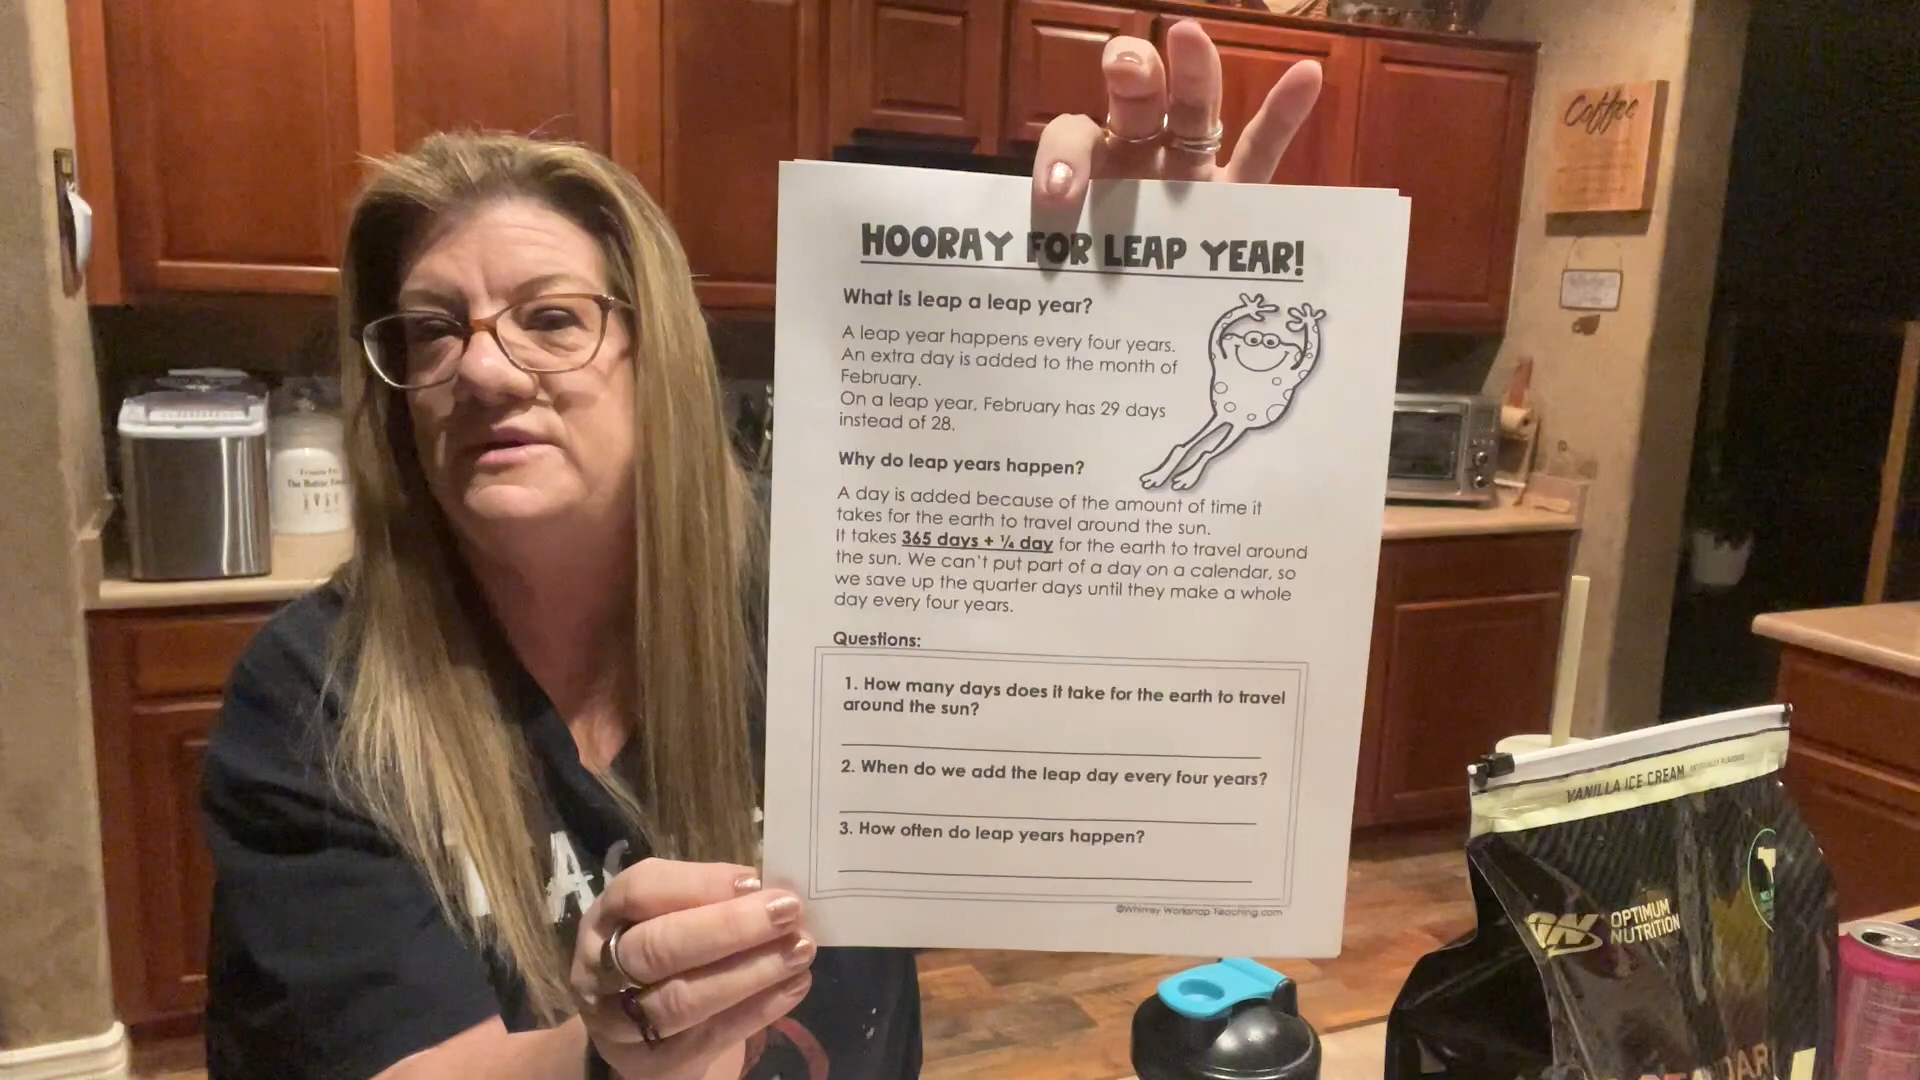 HOORAY FOR LEAP YEAR!
What is leap a leap year?
A leap year happens every four years.
An extra day is added to the month of
February.
On a leap year, February has 29 days
instead of 28.
Why do leap years happen?
A day is added because of the amount of time it
takes for the earth to travel around the sun.
It takes 365 days + ¼ day for the earth to travel around
the sun. We can't put part of a day on a calendar, so
we save up the quarter days until they make a whole
day every four years.
Questions:
1. How many days does it take for the earth to travel
around the sun?
2. When do we add the leap day every four years?
3. How often do leap years happen?
©Whimsy Workshop Teaching.com
Coffee
VANILLA ICE CREAM ARTIFICIALLY FLAVORED
ON OPTIMUM
NUTRITION